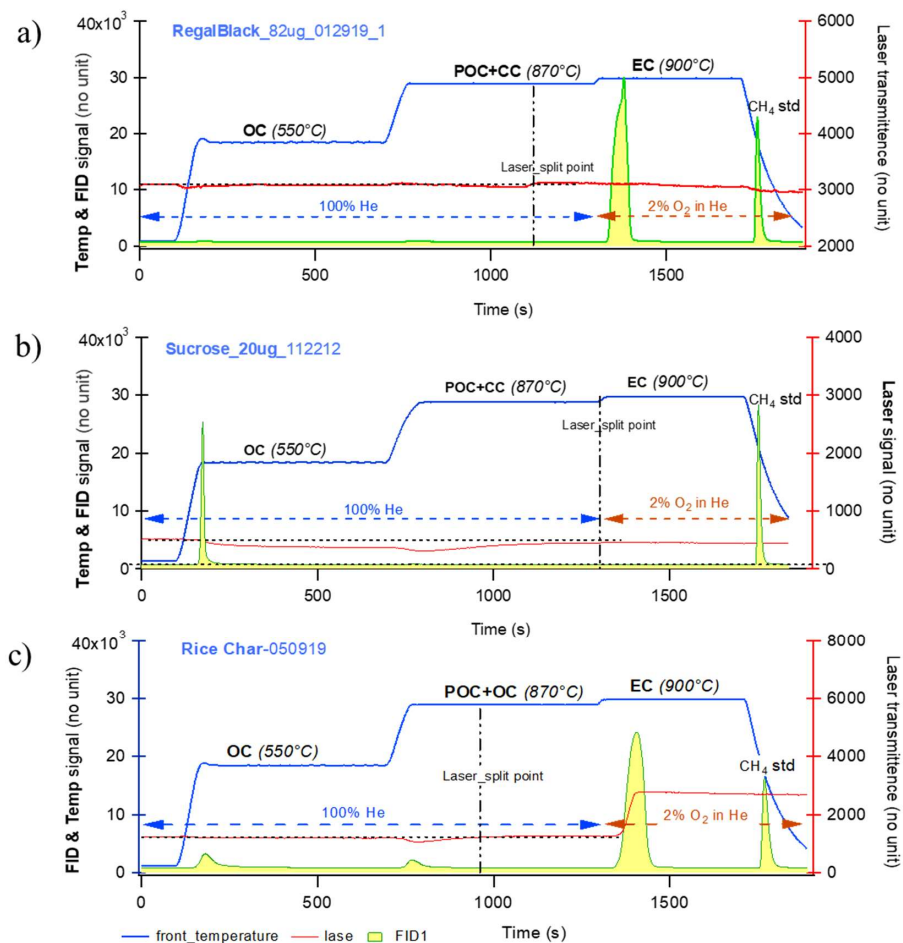 a)
RegalBlack_82ug_012919_1
40x10³
30
20
10
0
Temp & FID signal (no unit)
6000
5000
4000
3000
2000
Laser transmittence (no unit)
OC (550°C)
POC+CC (870°C)
EC (900°C)
CH₄ std
Laser_split point
100% He
2% O₂ in He
0
500
1000
1500
Time (s)
b)
Sucrose_20ug_112212
40x10³
30
20
10
0
Temp & FID signal (no unit)
4000
3000
2000
1000
0
Laser signal (no unit)
OC (550°C)
POC+CC (870°C)
EC (900°C)
CH₄ std
Laser_split point
100% He
2% O₂ in He
0
500
1000
1500
Time (s)
c)
Rice Char-050919
40x10³
30
20
10
0
FID & Temp signal (no unit)
8000
6000
4000
2000
0
Laser transmittence (no unit)
OC (550°C)
POC+OC (870°C)
EC (900°C)
CH₄ std
Laser_split point
100% He
2% O₂ in He
0
500
1000
1500
Time (s)
front_temperature lase FID1